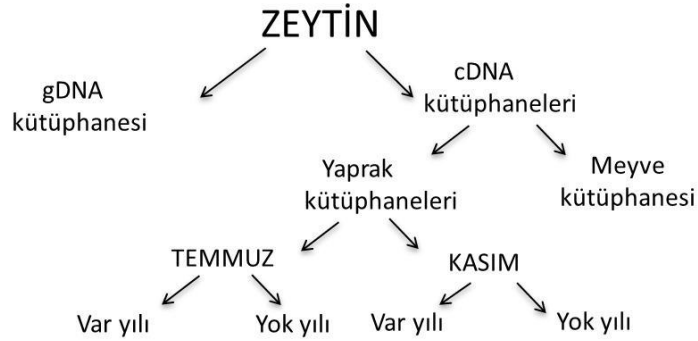 ZEYTİN
gDNA
kütüphanesi
cDNA
kütüphaneleri
Yaprak
kütüphaneleri
Meyve
kütüphanesi
TEMMUZ
KASIM
Var yılı
Yok yılı
Var yılı
Yok yılı